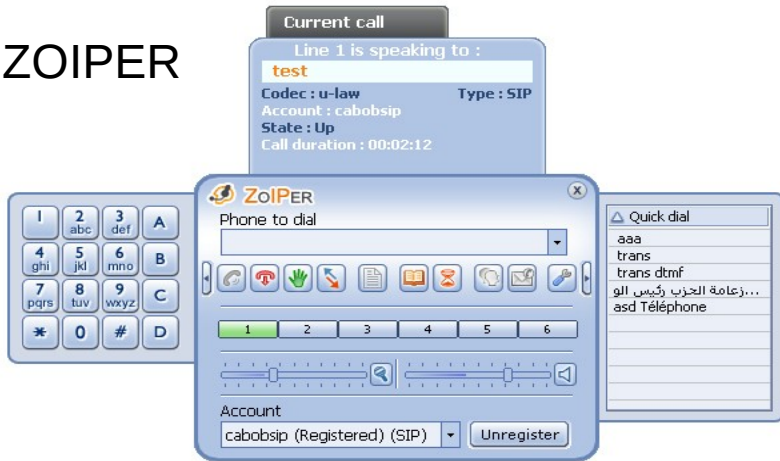 Current call
ZOIPER
Line 1 is speaking to :
test
Codec : u-law Type : SIP
Account : cabobsip
State : Up
Call duration : 00:02:12
ZOIPER
Phone to dial
1 2 3 A
abc def
4 5 6 B
ghi jkl mno
7 8 9 C
pqrs tuv wxyz
* 0 # D
1 2 3 4 5 6
Account
cabobsip (Registered) (SIP) Unregister
Quick dial
aaa
trans
trans dtmf
زعامة الحزب رئيس الو...
asd Téléphone